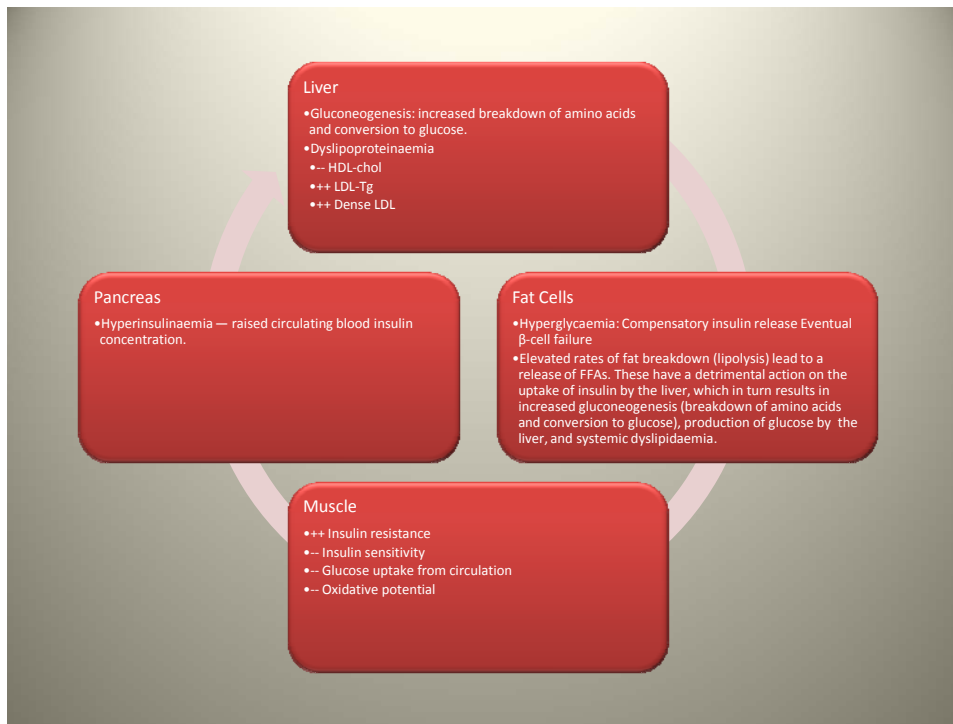 Liver
•Gluconeogenesis: increased breakdown of amino acids
and conversion to glucose.
•Dyslipoproteinaemia
•-- HDL-chol
•++ LDL-Tg
•++ Dense LDL
Pancreas
•Hyperinsulinaemia — raised circulating blood insulin
concentration.
Fat Cells
•Hyperglycaemia: Compensatory insulin release Eventual
β-cell failure
•Elevated rates of fat breakdown (lipolysis) lead to a
release of FFAs. These have a detrimental action on the
uptake of insulin by the liver, which in turn results in
increased gluconeogenesis (breakdown of amino acids
and conversion to glucose), production of glucose by the
liver, and systemic dyslipidaemia.
Muscle
•++ Insulin resistance
•-- Insulin sensitivity
•-- Glucose uptake from circulation
•-- Oxidative potential